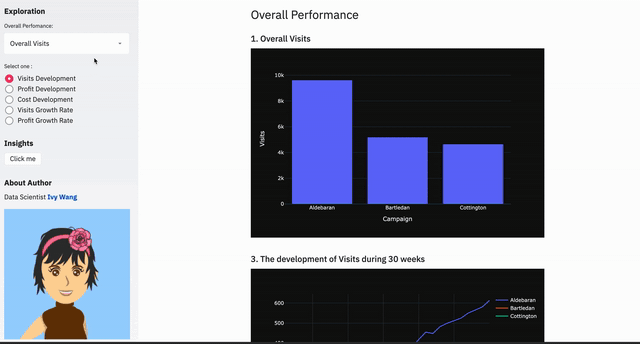 Exploration
Overall Perfomance:
Overall Visits
Select one :
Visits Development
Profit Development
Cost Development
Visits Growth Rate
Profit Growth Rate
Insights
Click me
About Author
Data Scientist Ivy Wang
Overall Performance
1. Overall Visits
10k
8k
6k
4k
2k
0
Visits
Aldebaran Bartledan Cottington
Campaign
3. The development of Visits during 30 weeks
600
500
Aldebaran
Bartledan
Cottington